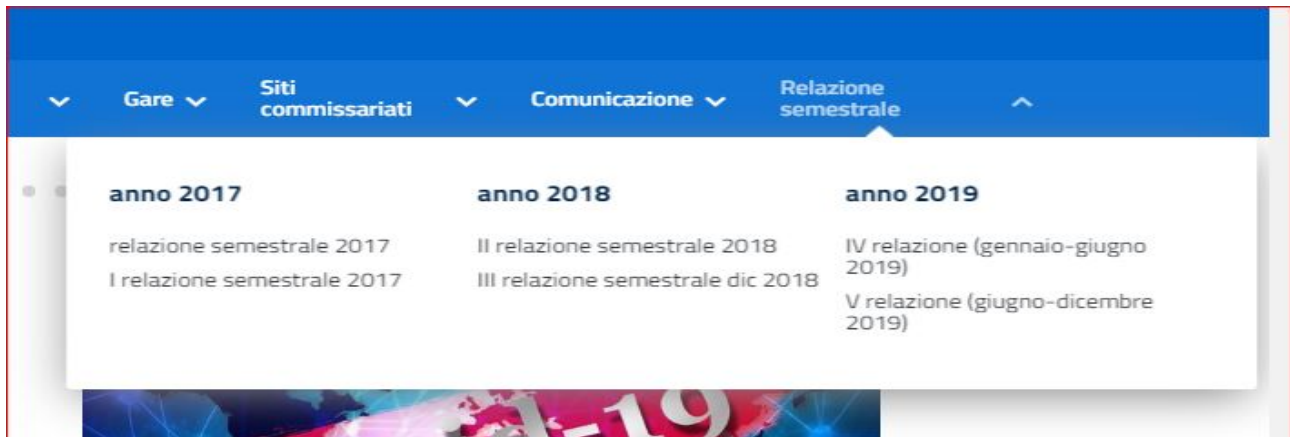 Gare
Siti
commissariati
Comunicazione
Relazione
semestrale
anno 2017
relazione semestrale 2017
I relazione semestrale 2017
anno 2018
II relazione semestrale 2018
III relazione semestrale dic 2018
anno 2019
IV relazione (gennaio-giugno
2019)
V relazione (giugno-dicembre
2019)
d-19